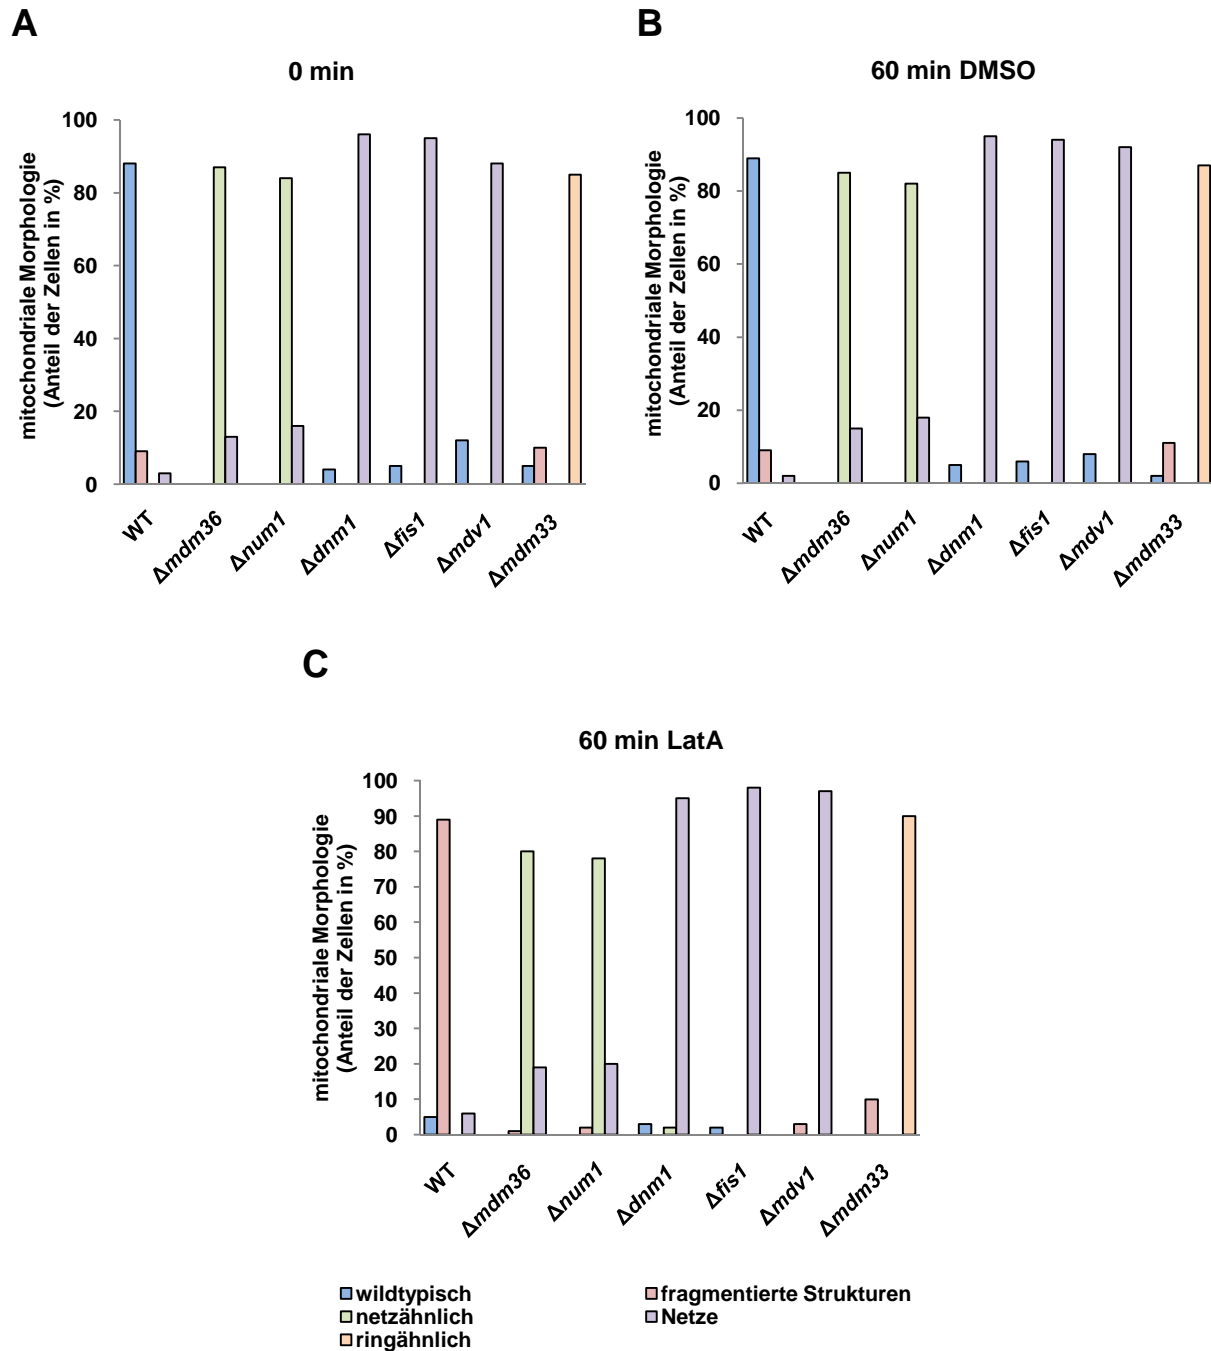 A
0 min
mitochondriale Morphologie
(Anteil der Zellen in %)
100
80
60
40
20
0
WT
Δmdm36
Δnum1
Δdnm1
Δfis1
Δmdv1
Δmdm33
B
60 min DMSO
mitochondriale Morphologie
(Anteil der Zellen in %)
100
80
60
40
20
0
WT
Δmdm36
Δnum1
Δdnm1
Δfis1
Δmdv1
Δmdm33
C
60 min LatA
mitochondriale Morphologie
(Anteil der Zellen in %)
100
90
80
70
60
50
40
30
20
10
0
WT
Δmdm36
Δnum1
Δdnm1
Δfis1
Δmdv1
Δmdm33
wildtypisch
fragmentierte Strukturen
netzähnlich
Netze
ringähnlich